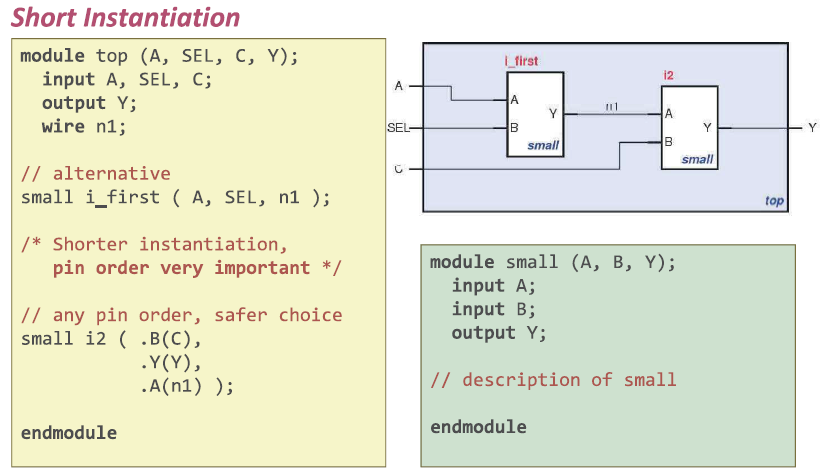 Short Instantiation
module top (A, SEL, C, Y);
input A, SEL, C;
output Y;
wire n1;
// alternative
small i_first ( A, SEL, n1 );
/* Shorter instantiation,
pin order very important */
// any pin order, safer choice
small i2 ( .B(C),
.Y(Y),
.A(n1) );
endmodule
i_first
i2
A
A
Y
n1
A
SEL
B
Y
Y
small
B
C
small
top
module small (A, B, Y);
input A;
input B;
output Y;
// description of small
endmodule